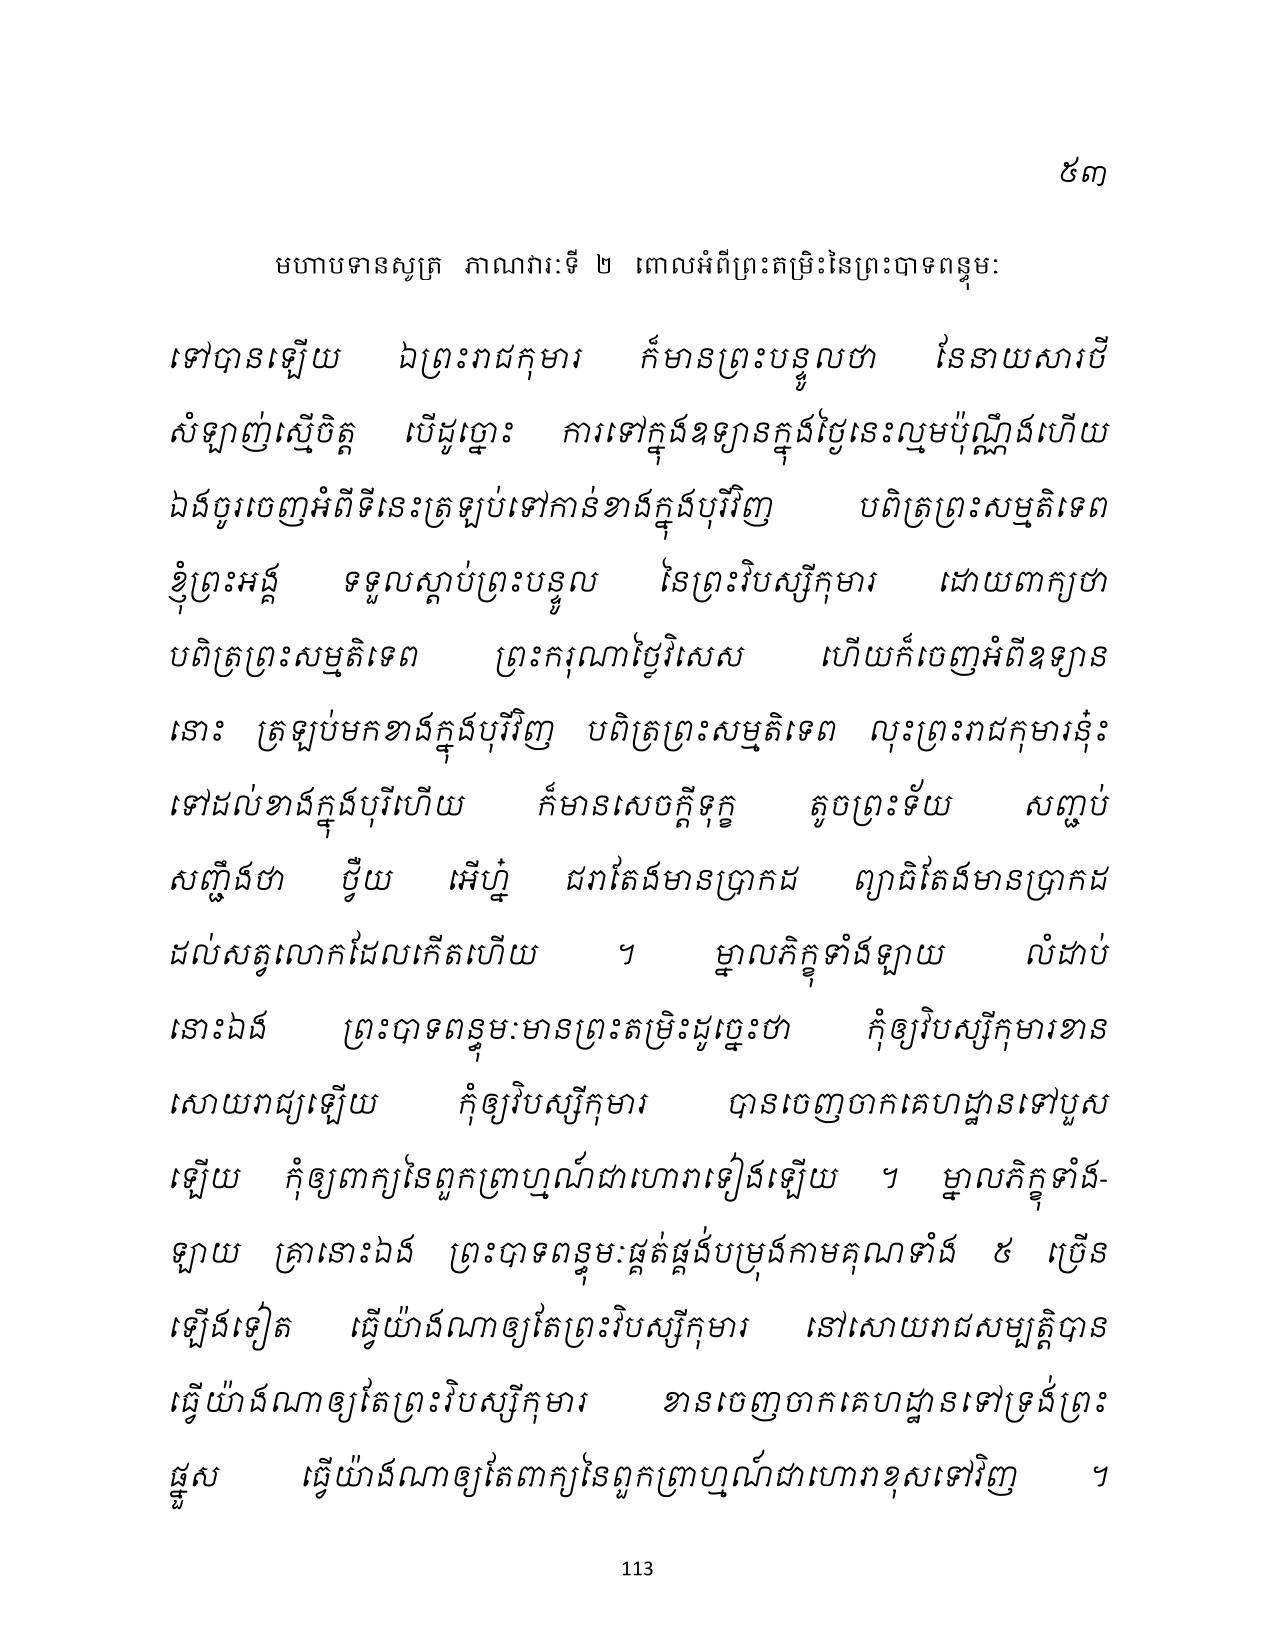 ៥៣
មហាបទានសូត្រ ភាណវារៈទី ២ ពោលអំពីព្រះតម្រិះនៃព្រះបាទពន្ធុមៈ
ទៅបានឡើយ ឯព្រះរាជកុមារ ក៏មានព្រះបន្ទូលថា នែនាយសារថី
សំឡាញ់ស្មើចិត្ត បើដូច្នោះ ការទៅក្នុងឧទ្យានក្នុងថ្ងៃនេះល្មមប៉ុណ្ណឹងហើយ
ឯងចូរចេញអំពីទីនេះត្រឡប់ទៅកាន់ខាងក្នុងបុរីវិញ បពិត្រព្រះសម្មតិទេព
ខ្ញុំព្រះអង្គ ទទួលស្តាប់ព្រះបន្ទូល នៃព្រះវិបស្សីកុមារ ដោយពាក្យថា
បពិត្រព្រះសម្មតិទេព ព្រះករុណាថ្លៃវិសេស ហើយក៏ចេញអំពីឧទ្យាន
នោះ ត្រឡប់មកខាងក្នុងបុរីវិញ បពិត្រព្រះសម្មតិទេព លុះព្រះរាជកុមារនុ៎ះ
ទៅដល់ខាងក្នុងបុរីហើយ ក៏មានសេចក្តីទុក្ខ តូចព្រះទ័យ សញ្ជប់
សញ្ជឹងថា ថ្វឺយ អើហ្ន៎ ជរាតែងមានប្រាកដ ព្យាធិតែងមានប្រាកដ
ដល់សត្វលោកដែលកើតហើយ ។ ម្នាលភិក្ខុទាំងឡាយ លំដាប់
នោះឯង ព្រះបាទពន្ធុមៈមានព្រះតម្រិះដូច្នេះថា កុំឲ្យវិបស្សីកុមារខាន
សោយរាជ្យឡើយ កុំឲ្យវិបស្សីកុមារ បានចេញចាកគេហដ្ឋានទៅបួស
ឡើយ កុំឲ្យពាក្យនៃពួកព្រាហ្មណ៍ជាហោរាទៀងឡើយ ។ ម្នាលភិក្ខុទាំង-
ឡាយ គ្រានោះឯង ព្រះបាទពន្ធុមៈផ្គត់ផ្គង់បម្រុងកាមគុណទាំង ៥ ច្រើន
ឡើងទៀត ធ្វើយ៉ាងណាឲ្យតែព្រះវិបស្សីកុមារ នៅសោយរាជសម្បត្តិបាន
ធ្វើយ៉ាងណាឲ្យតែព្រះវិបស្សីកុមារ ខានចេញចាកគេហដ្ឋានទៅទ្រង់ព្រះ
ផ្នួស ធ្វើយ៉ាងណាឲ្យតែពាក្យនៃពួកព្រាហ្មណ៍ជាហោរាខុសទៅវិញ ។
113